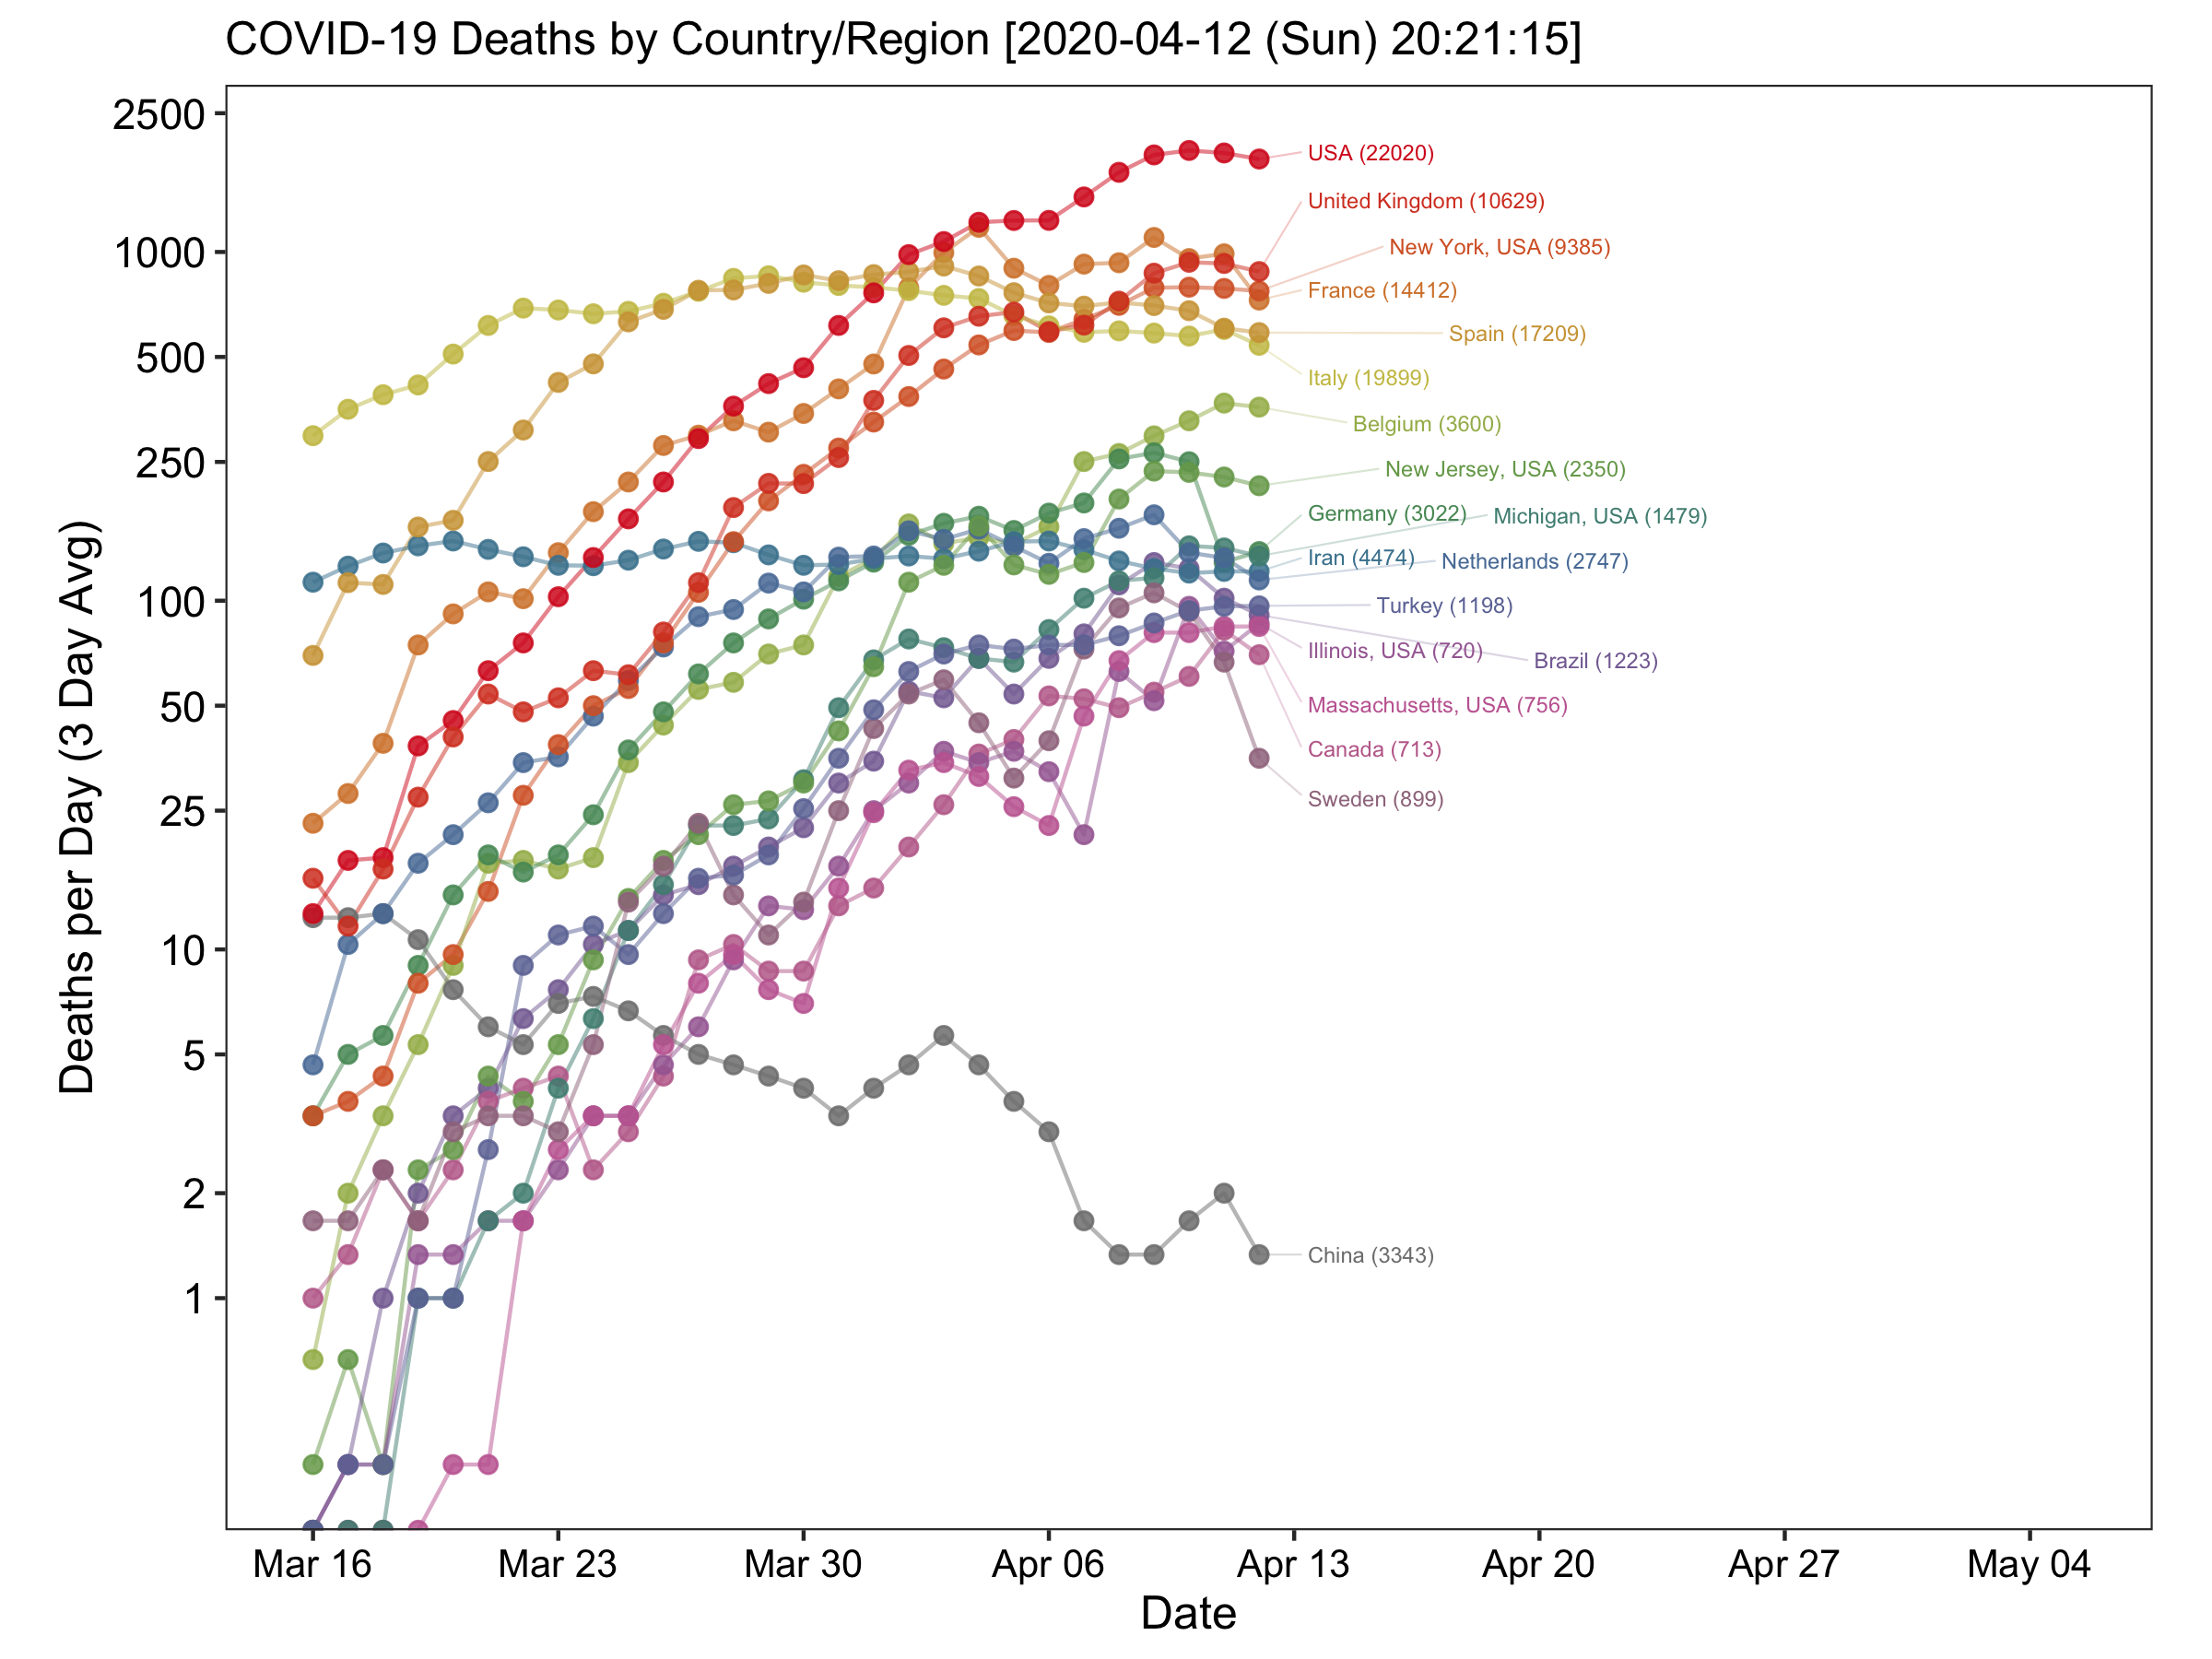 COVID-19 Deaths by Country/Region [2020-04-12 (Sun) 20:21:15]
Deaths per Day (3 Day Avg)
2500
1000
500
250
100
50
25
10
5
2
1
USA (22020)
United Kingdom (10629)
New York, USA (9385)
France (14412)
Spain (17209)
Italy (19899)
Belgium (3600)
New Jersey, USA (2350)
Germany (3022)
Michigan, USA (1479)
Iran (4474)
Netherlands (2747)
Turkey (1198)
Illinois, USA (720)
Brazil (1223)
Massachusetts, USA (756)
Canada (713)
Sweden (899)
China (3343)
Mar 16 Mar 23 Mar 30 Apr 06 Apr 13 Apr 20 Apr 27 May 04
Date